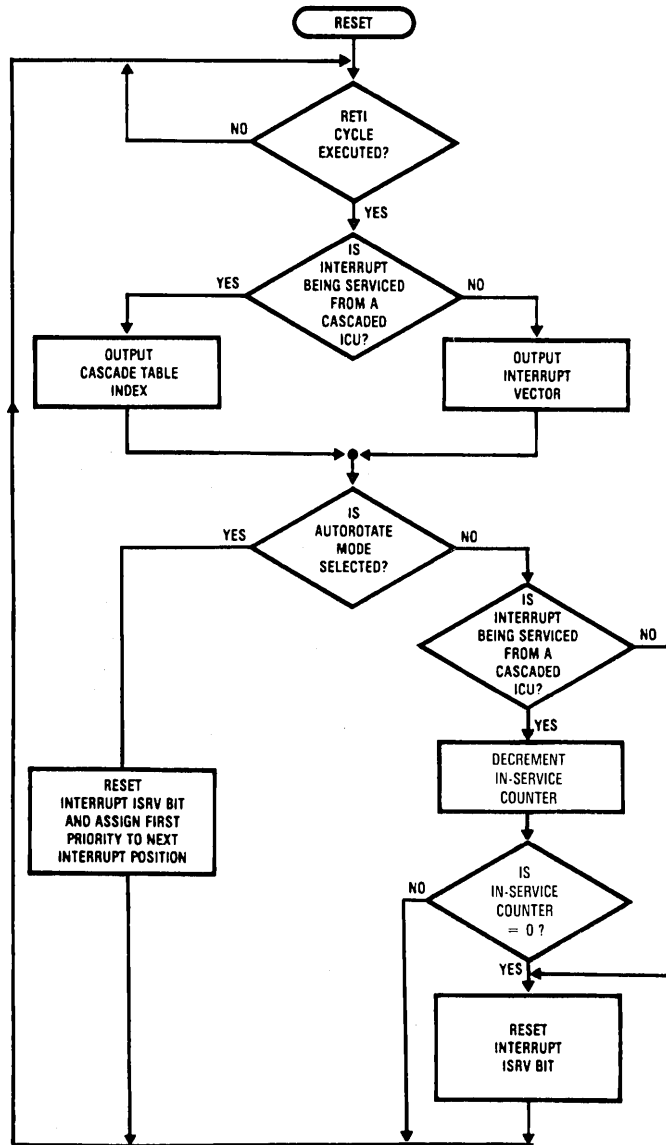 RESET
RETI
CYCLE
EXECUTED?
NO
YES
IS
INTERRUPT
BEING SERVICED
FROM A
CASCADED
ICU?
YES
NO
OUTPUT
CASCADE TABLE
INDEX
OUTPUT
INTERRUPT
VECTOR
IS
AUTOROTATE
MODE
SELECTED?
YES
NO
IS
INTERRUPT
BEING SERVICED
FROM A
CASCADED
ICU?
NO
YES
DECREMENT
IN-SERVICE
COUNTER
RESET
INTERRUPT ISRV BIT
AND ASSIGN FIRST
PRIORITY TO NEXT
INTERRUPT POSITION
IS
IN-SERVICE
COUNTER
= 0 ?
NO
YES
RESET
INTERRUPT
ISRV BIT